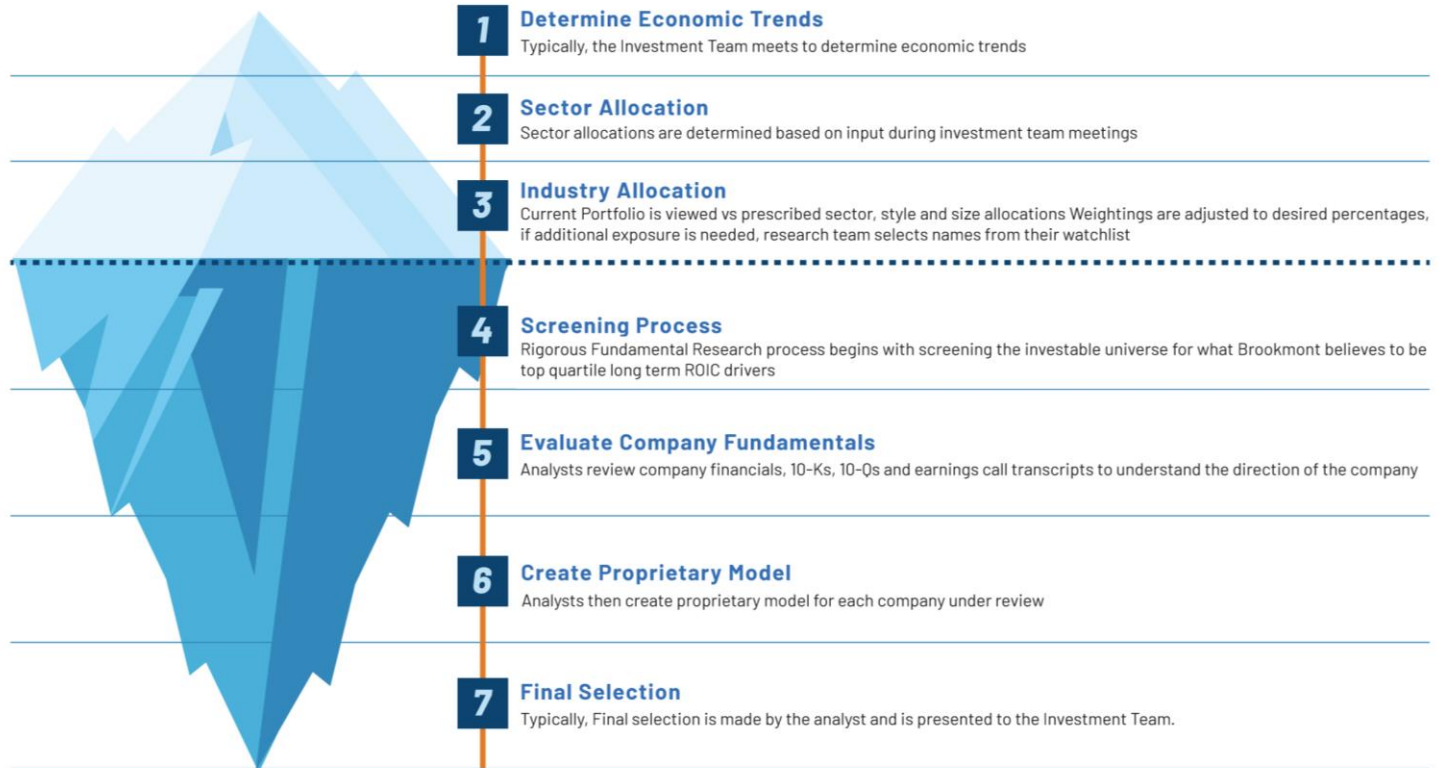 1
Determine Economic Trends
Typically, the Investment Team meets to determine economic trends
2
Sector Allocation
Sector allocations are determined based on input during investment team meetings
3
Industry Allocation
Current Portfolio is viewed vs prescribed sector, style and size allocations Weightings are adjusted to desired percentages,
if additional exposure is needed, research team selects names from their watchlist
4
Screening Process
Rigorous Fundamental Research process begins with screening the investable universe for what Brookmont believes to be
top quartile long term ROIC drivers
5
Evaluate Company Fundamentals
Analysts review company financials, 10-Ks, 10-Qs and earnings call transcripts to understand the direction of the company
6
Create Proprietary Model
Analysts then create proprietary model for each company under review
7
Final Selection
Typically, Final selection is made by the analyst and is presented to the Investment Team.